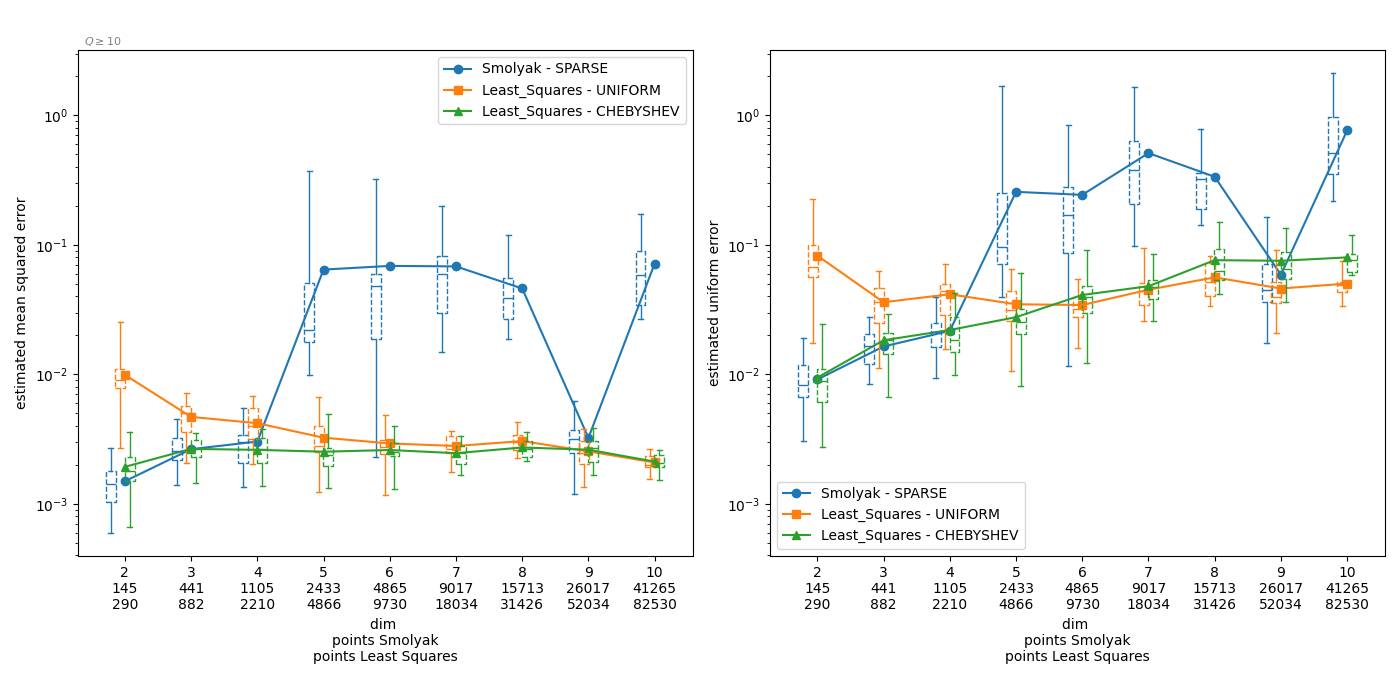 Q ≥ 10
Smolyak - SPARSE
Least_Squares - UNIFORM
Least_Squares - CHEBYSHEV
estimated mean squared error
10⁰
10⁻¹
10⁻²
10⁻³
2 3 4 5 6 7 8 9 10
145 441 1105 2433 4865 9017 15713 26017 41265
290 882 2210 4866 9730 18034 31426 52034 82530
dim
points Smolyak
points Least Squares
estimated uniform error
10⁰
10⁻¹
10⁻²
10⁻³
Smolyak - SPARSE
Least_Squares - UNIFORM
Least_Squares - CHEBYSHEV
2 3 4 5 6 7 8 9 10
145 441 1105 2433 4865 9017 15713 26017 41265
290 882 2210 4866 9730 18034 31426 52034 82530
dim
points Smolyak
points Least Squares